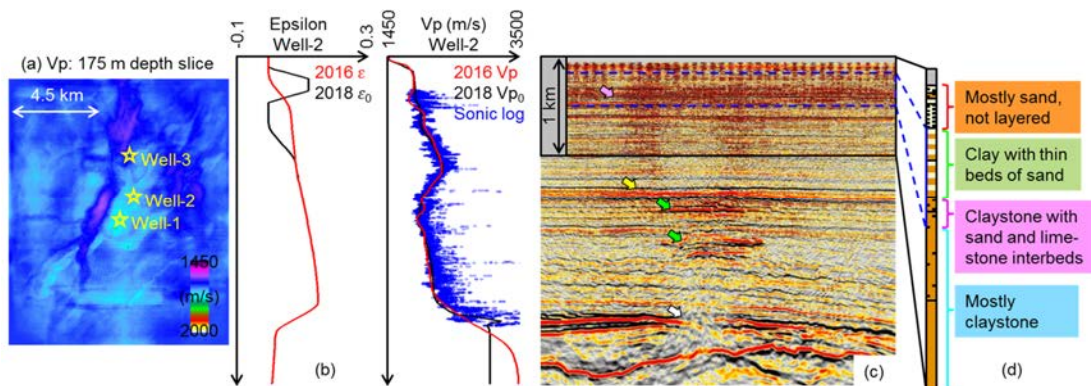 (a) Vp: 175 m depth slice
4.5 km
Well-3
Well-2
Well-1
1450
(m/s)
2000
-0.1
Epsilon
Well-2
0.3
2016 ε
2018 ε₀
(b)
1450
Vp (m/s)
Well-2
3500
2016 Vp
2018 Vp₀
Sonic log
1 km
(c)
Mostly sand,
not layered
Clay with thin
beds of sand
Claystone with
sand and lime-
stone interbeds
Mostly
claystone
(d)